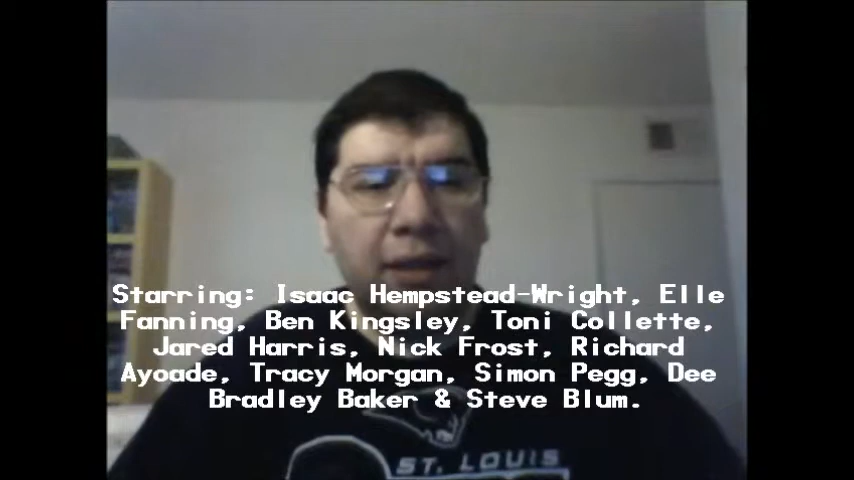 Starring: Isaac Hempstead-Wright, Elle
Fanning, Ben Kingsley, Toni Collette,
Jared Harris, Nick Frost, Richard
Ayoade, Tracy Morgan, Simon Pegg, Dee
Bradley Baker & Steve Blum.
ST. LOUIS